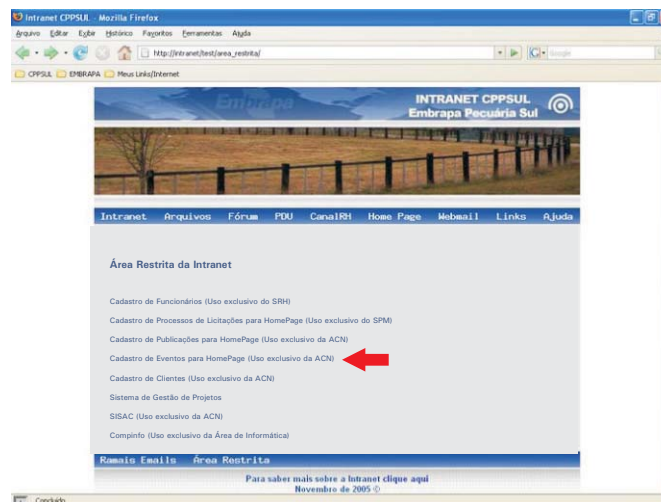 Intranet CPPSUL - Mozilla Firefox
Arquivo Editar Exibir Histórico Favoritos Ferramentas Ajuda
http://intranet/test/area_restrita/
Google
CPPSUL EMBRAPA Meus Links/Internet
Embrapa
INTRANET CPPSUL
Embrapa Pecuária Sul
Intranet Arquivos Fórum PDU CanalRH Home Page Webmail Links Ajuda
Área Restrita da Intranet
Cadastro de Funcionários (Uso exclusivo do SRH)
Cadastro de Processos de Licitações para HomePage (Uso exclusivo do SPM)
Cadastro de Publicações para HomePage (Uso exclusivo da ACN)
Cadastro de Eventos para HomePage (Uso exclusivo da ACN)
Cadastro de Clientes (Uso exclusivo da ACN)
Sistema de Gestão de Projetos
SISAC (Uso exclusivo da ACN)
Compinfo (Uso exclusivo da Área de Informática)
Ramais Emails Área Restrita
Para saber mais sobre a Intranet clique aqui
Novembro de 2005 ©
Concluído